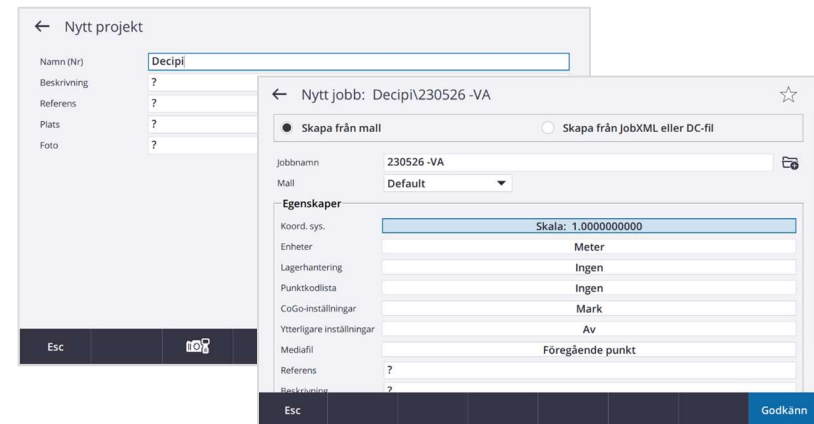 Nytt projekt
Namn (Nr) Decipi
Beskrivning ?
Referens ?
Plats ?
Foto ?
Esc
Nytt jobb: Decipi\230526 -VA
Skapa från mall Skapa från JobXML eller DC-fil
Jobbnamn 230526 -VA
Mall Default
Egenskaper
Koord. sys. Skala: 1.0000000000
Enheter Meter
Lagerhantering Ingen
Punktkodlista Ingen
CoGo-inställningar Mark
Ytterligare inställningar Av
Mediafil Föregående punkt
Referens ?
Beskrivning ?
Esc Godkänn